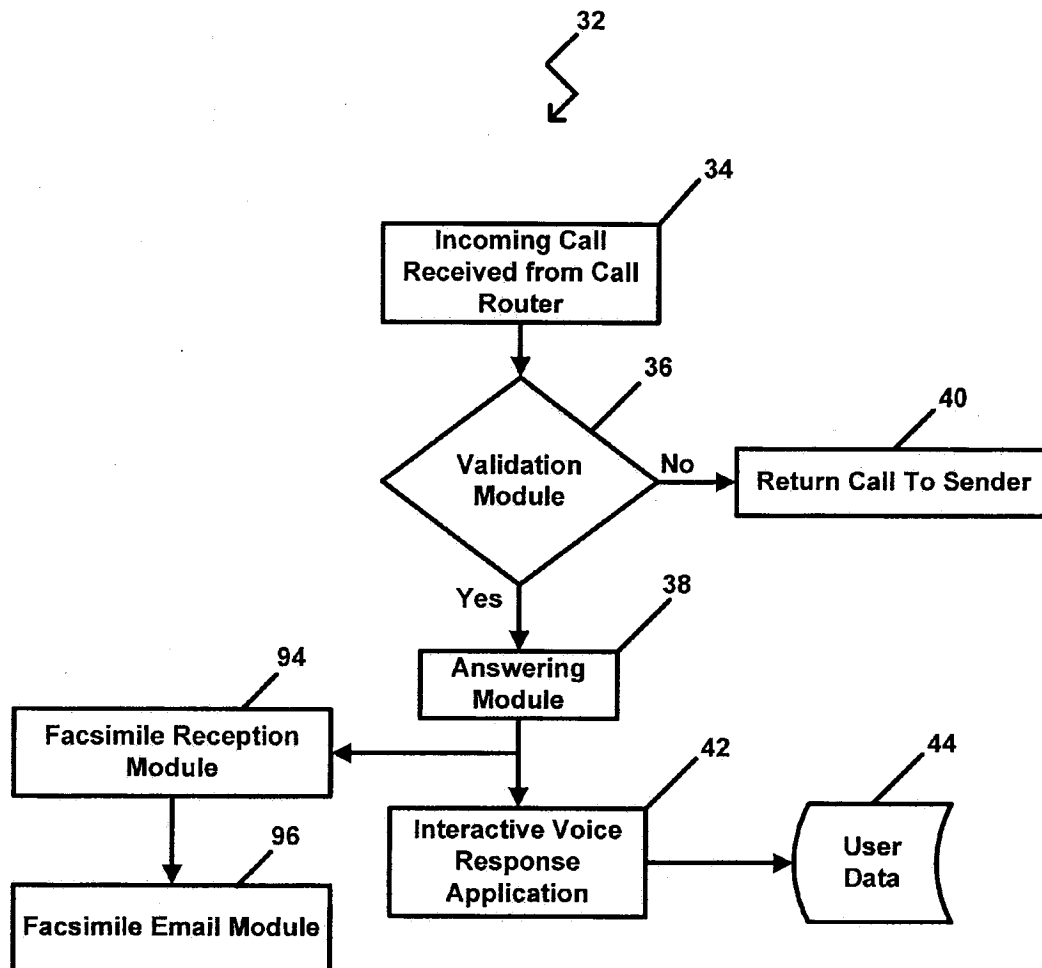 32
34
Incoming Call
Received from Call
Router
36
Validation
Module
No
40
Return Call To Sender
Yes
38
Answering
Module
94
Facsimile Reception
Module
42
Interactive Voice
Response
Application
44
User
Data
96
Facsimile Email Module